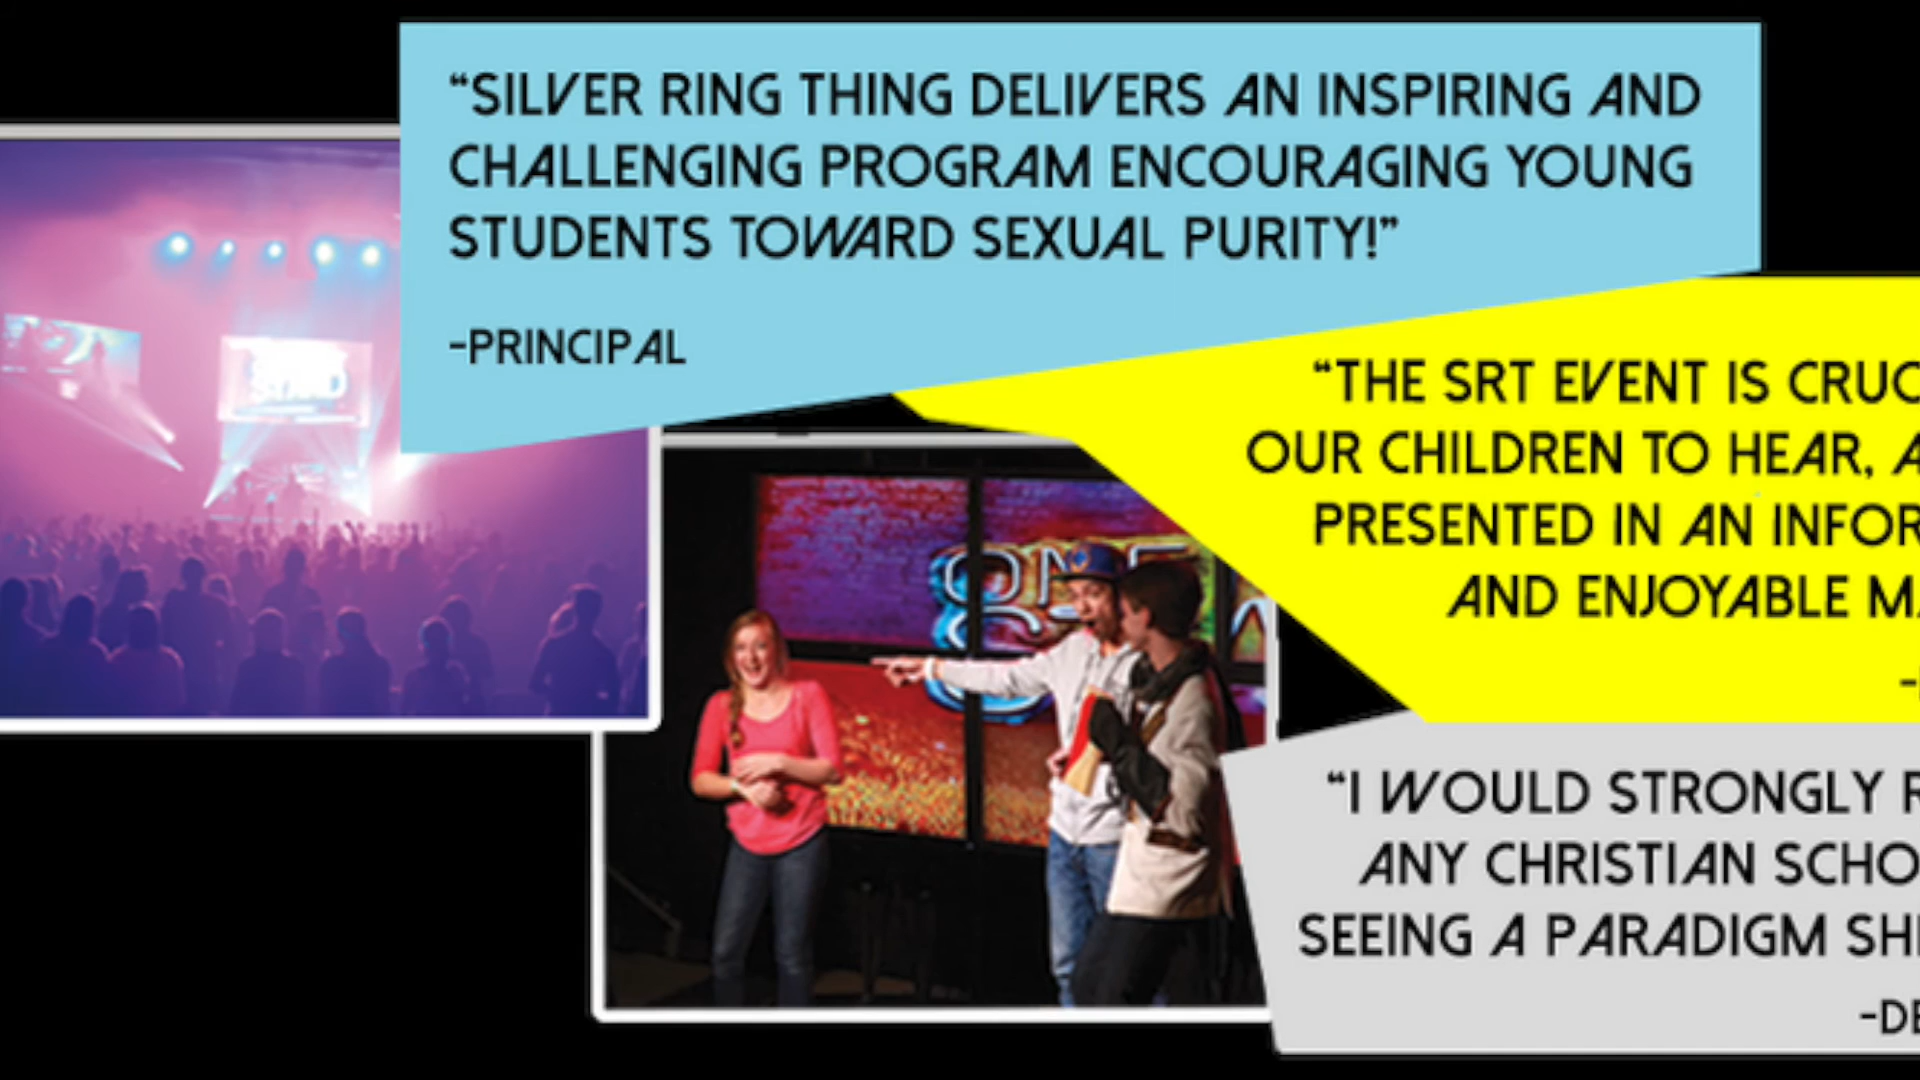 “SILVER RING THING DELIVERS AN INSPIRING AND
CHALLENGING PROGRAM ENCOURAGING YOUNG
STUDENTS TOWARD SEXUAL PURITY!”
-PRINCIPAL
“THE SRT EVENT IS
OUR CHILDREN TO HEAR,
PRESENTED IN AN
AND ENJOYABLE
“I WOULD STRONGLY
ANY CHRISTIAN
SEEING A PARADIGM